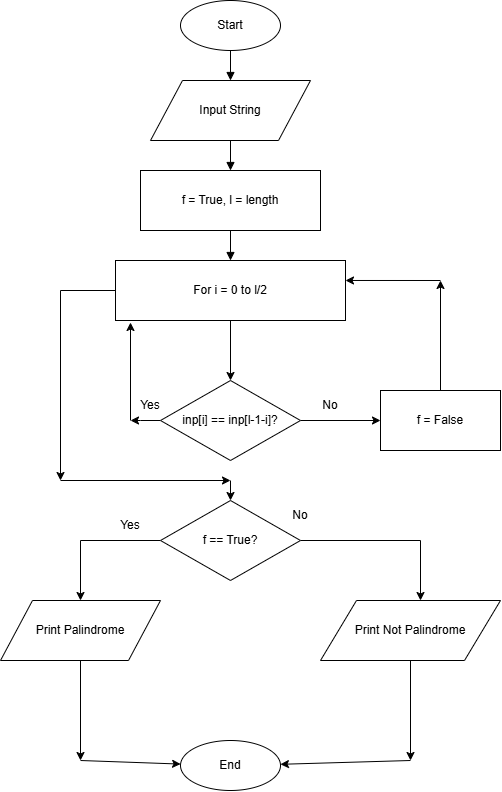 Start
Input String
f = True, l = length
For i = 0 to l/2
Yes
inp[i] == inp[l-1-i]?
No
f = False
Yes
f == True?
No
Print Palindrome
Print Not Palindrome
End